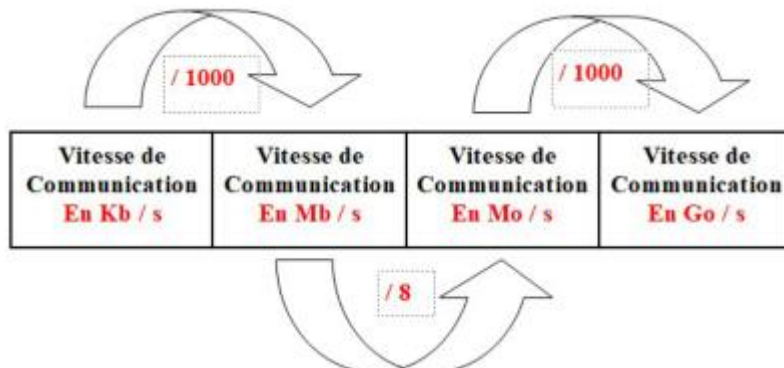 / 1000
/ 1000
Vitesse de
Communication
En Kb / s
Vitesse de
Communication
En Mb / s
Vitesse de
Communication
En Mo / s
Vitesse de
Communication
En Go / s
/ 8